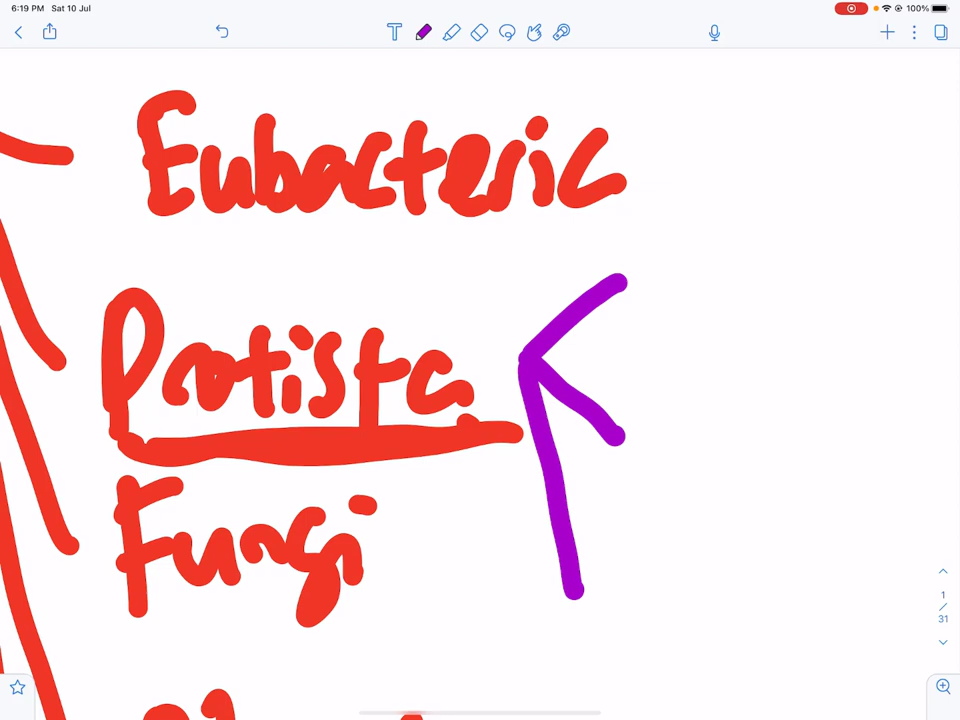 6:19 PM Sat 10 Jul
100%
T
Eubacteria
Protista
Fungi
1
/
31